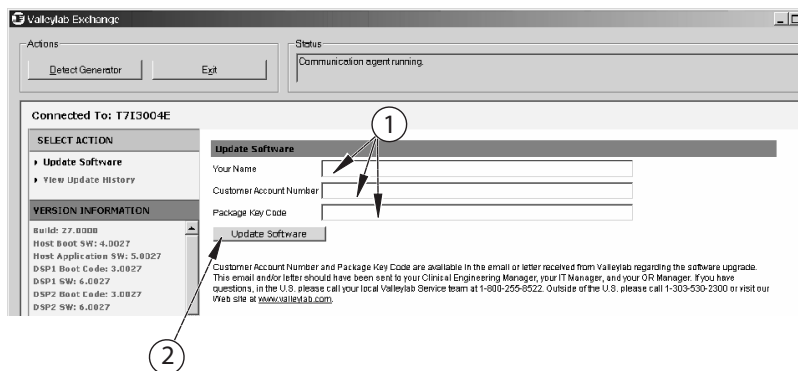 Valleylab Exchange
Actions
Detect Generator
Exit
Status
Communication agent running.
Connected To: T7I3004E
SELECT ACTION
Update Software
View Update History
VERSION INFORMATION
Build: 27.0000
Host Boot SW: 4.0027
Host Application SW: 5.0027
DSP1 Boot Code: 3.0027
DSP1 SW: 6.0027
DSP2 Boot Code: 3.0027
DSP2 SW: 6.0027
Update Software
Your Name
Customer Account Number
Package Key Code
Update Software
Customer Account Number and Package Key Code are available in the email or letter received from Valleylab regarding the software upgrade.
This email and/or letter should have been sent to your Clinical Engineering Manager, your IT Manager, and your OR Manager. If you have
questions, in the U.S. please call your local Valleylab Service team at 1-800-255-8522. Outside of the U.S. please call 1-303-530-2300 or visit our
Web site at www.valleylab.com.
1
2